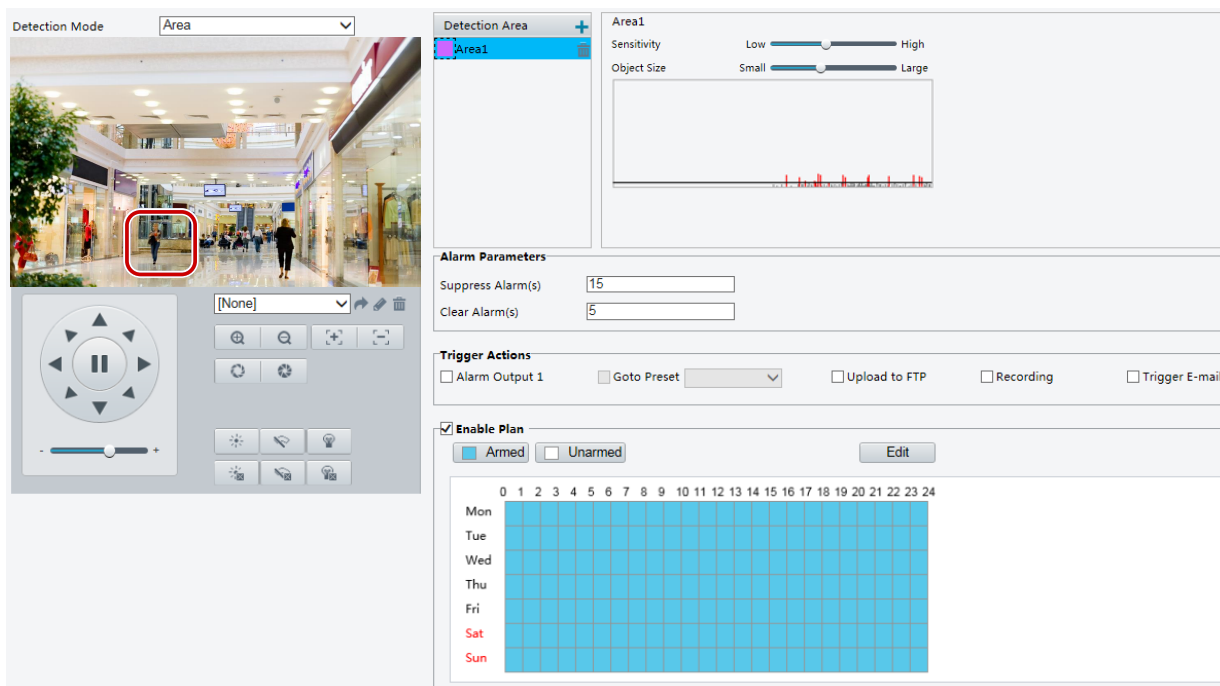 Detection Mode Area
Detection Area
Area1
Area1
Sensitivity Low High
Object Size Small Large
Alarm Parameters
Suppress Alarm(s) 15
Clear Alarm(s) 5
[None]
Trigger Actions
Alarm Output 1 Goto Preset Upload to FTP Recording Trigger E-mail
- +
Enable Plan
Armed Unarmed Edit
0 1 2 3 4 5 6 7 8 9 10 11 12 13 14 15 16 17 18 19 20 21 22 23 24
Mon
Tue
Wed
Thu
Fri
Sat
Sun